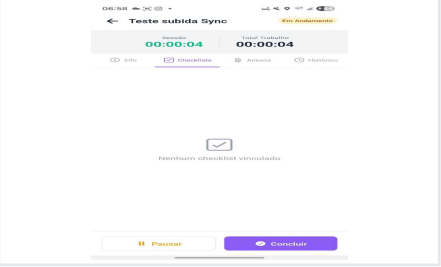 06:58
← Teste subida Sync Em Andamento
Sessão Total Trabalho
00:00:04 00:00:04
Info Checklists Anexos Histórico
Nenhum checklist vinculado
Pausar Concluir